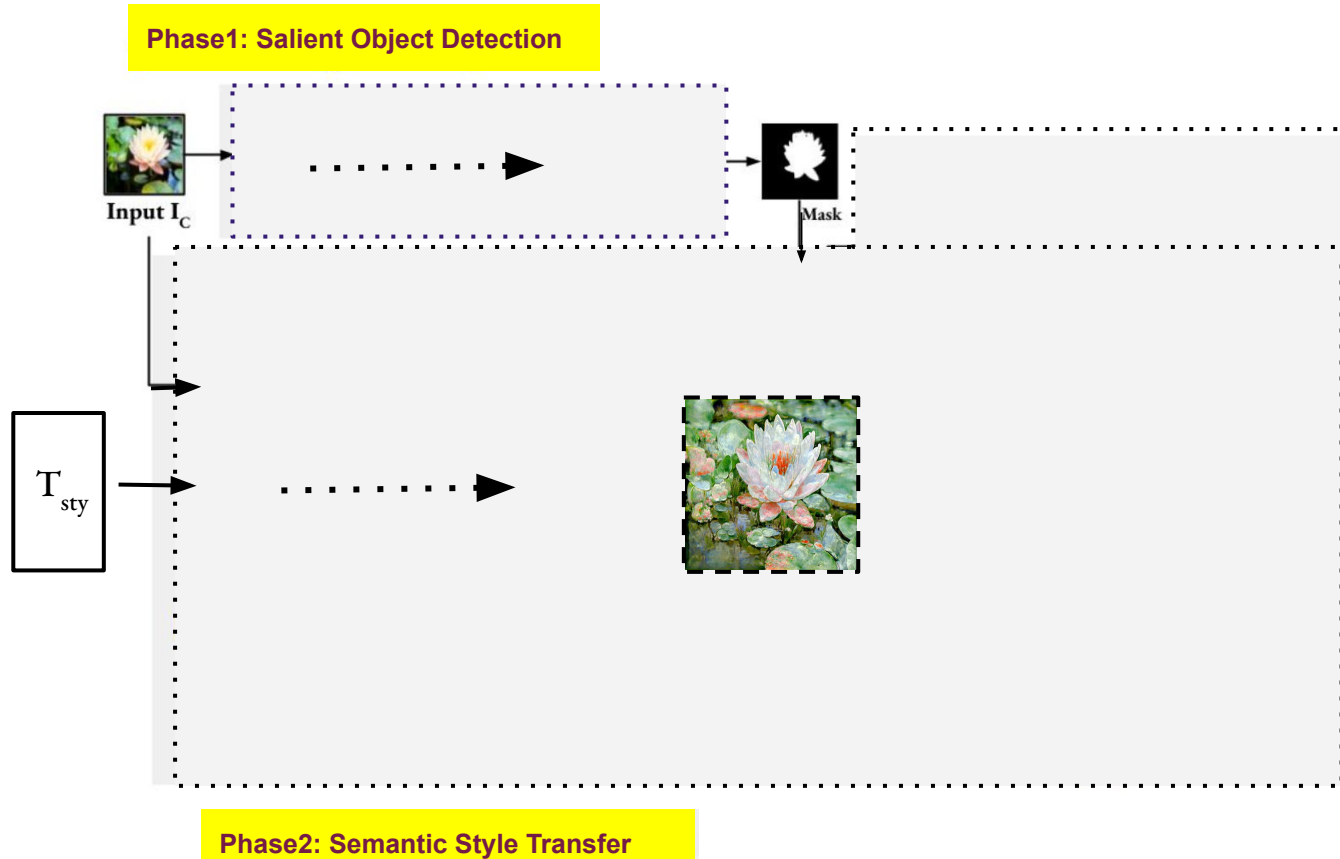 Phase1: Salient Object Detection
Input I_C
Mask
T_sty
Phase2: Semantic Style Transfer